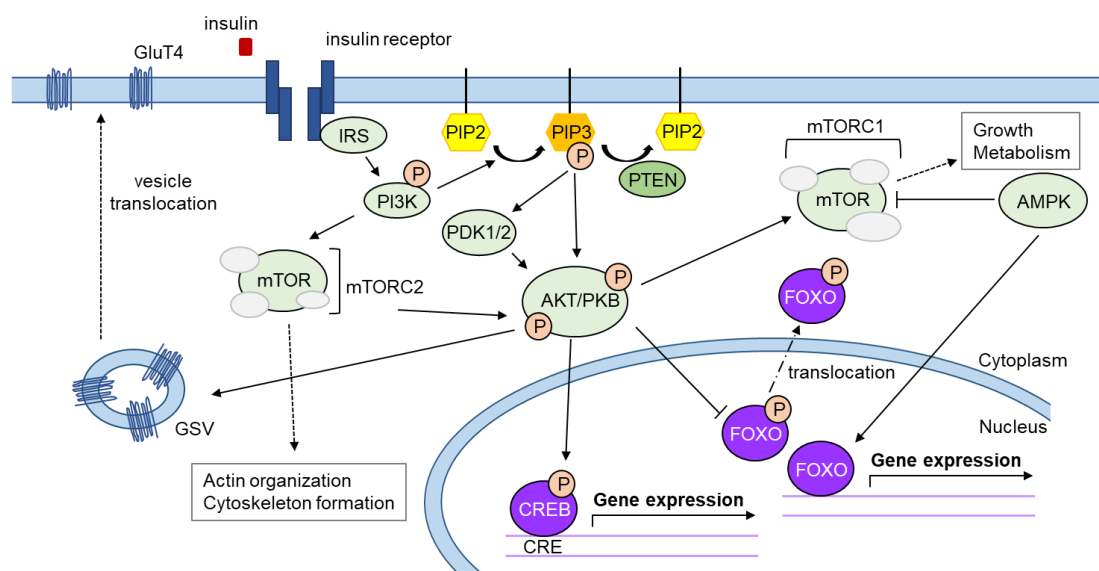 insulin
GluT4
insulin receptor
IRS
PIP2
PIP3
P
PIP2
PTEN
mTORC1
Growth
Metabolism
vesicle
translocation
P
PI3K
PDK1/2
mTOR
AMPK
mTOR
mTORC2
P
AKT/PKB
P
P
FOXO
Cytoplasm
translocation
Nucleus
GSV
P
FOXO
FOXO
Gene expression
Actin organization
Cytoskeleton formation
P
CREB
Gene expression
CRE